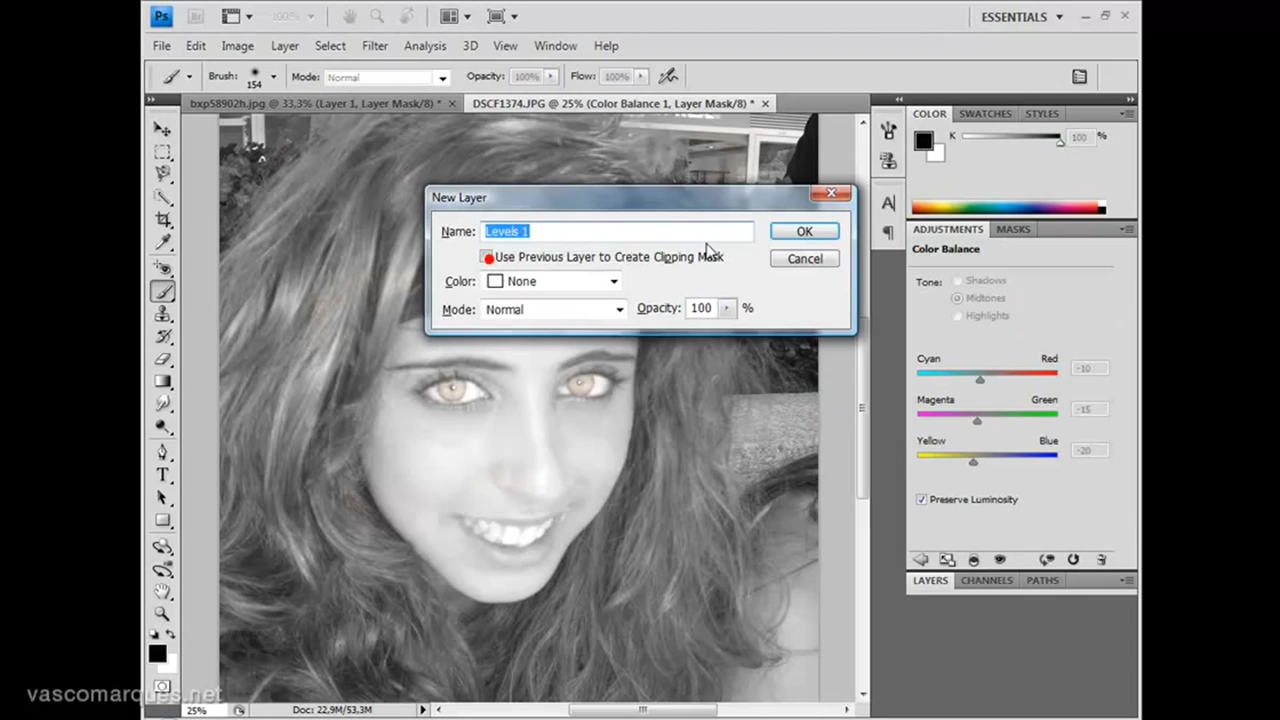 Ps Br 100% ESSENTIALS
File Edit Image Layer Select Filter Analysis 3D View Window Help
Brush: 154 Mode: Normal Opacity: 100% Flow: 100%
bxp58902h.jpg @ 33,3% (Layer 1, Layer Mask/8) * DSCF1374.JPG @ 25% (Color Balance 1, Layer Mask/8) *
COLOR SWATCHES STYLES
K 100 %
New Layer
Name: Levels 1 OK
Use Previous Layer to Create Clipping Mask Cancel
Color: None
Mode: Normal Opacity: 100 %
ADJUSTMENTS MASKS
Color Balance
Tone: Shadows
Midtones
Highlights
Cyan Red -10
Magenta Green -15
Yellow Blue -20
Preserve Luminosity
LAYERS CHANNELS PATHS
vascomarques.net
25% Doc: 22,9M/53,3M